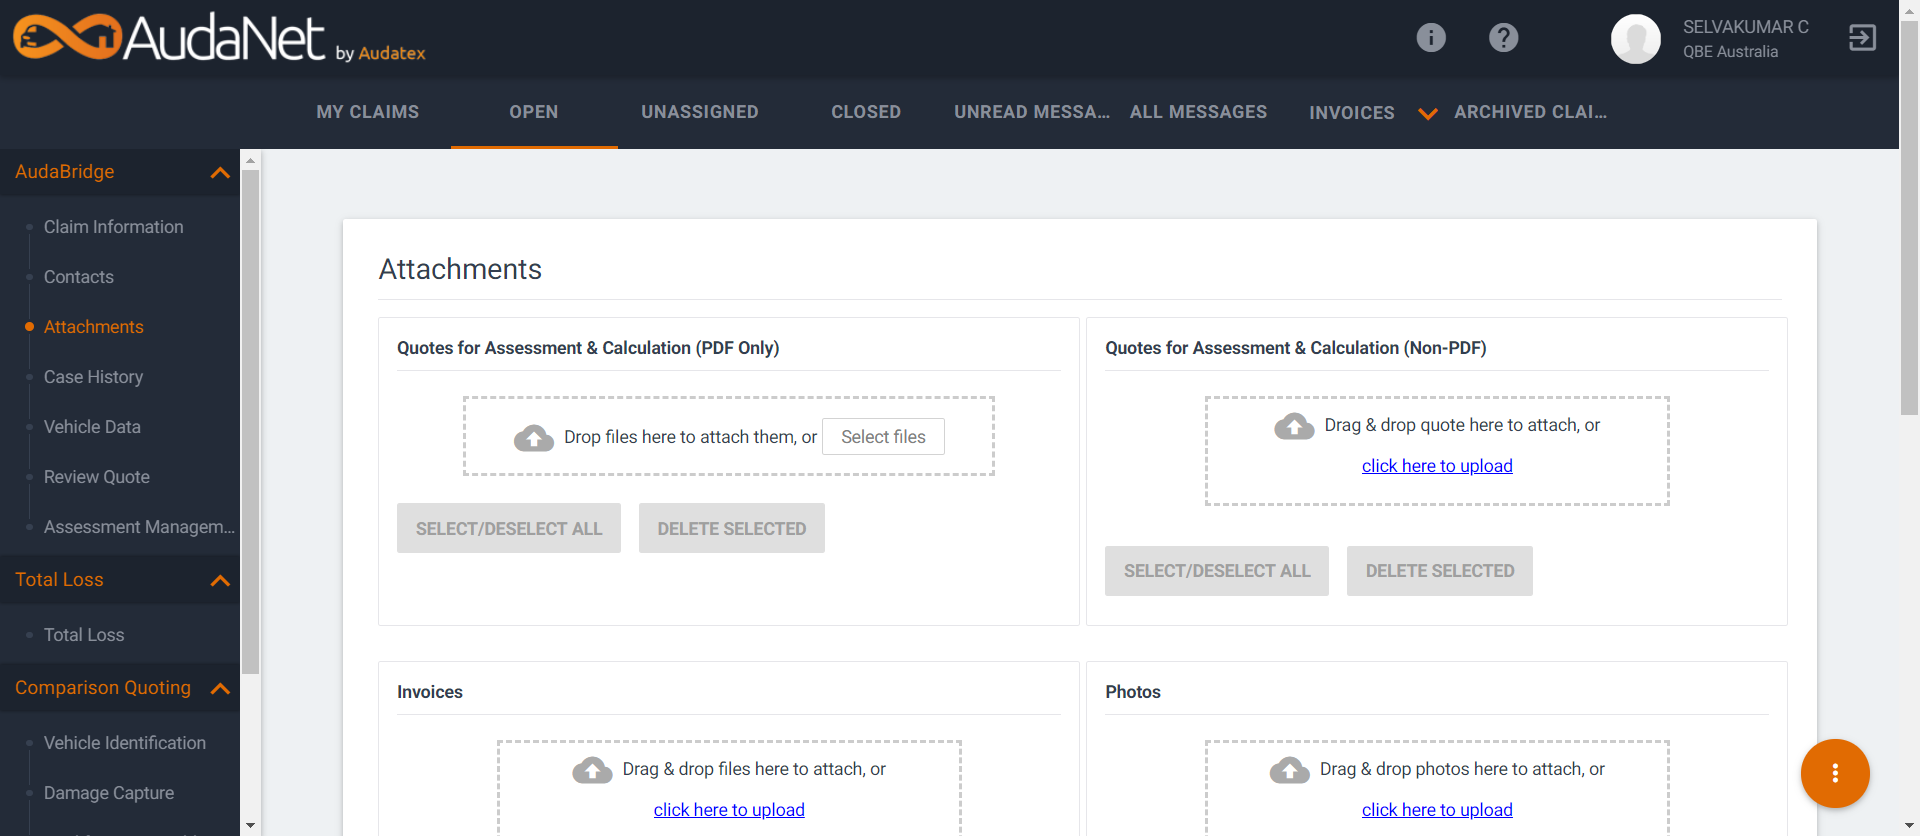 AudaNet by Audatex
SELVAKUMAR C
QBE Australia
MY CLAIMS
OPEN
UNASSIGNED
CLOSED
UNREAD MESSA...
ALL MESSAGES
INVOICES
ARCHIVED CLAI...
AudaBridge
Claim Information
Contacts
Attachments
Case History
Vehicle Data
Review Quote
Assessment Managem...
Total Loss
Total Loss
Comparison Quoting
Vehicle Identification
Damage Capture
Attachments
Quotes for Assessment & Calculation (PDF Only)
Drop files here to attach them, or Select files
SELECT/DESELECT ALL
DELETE SELECTED
Quotes for Assessment & Calculation (Non-PDF)
Drag & drop quote here to attach, or
click here to upload
SELECT/DESELECT ALL
DELETE SELECTED
Invoices
Drag & drop files here to attach, or
click here to upload
Photos
Drag & drop photos here to attach, or
click here to upload